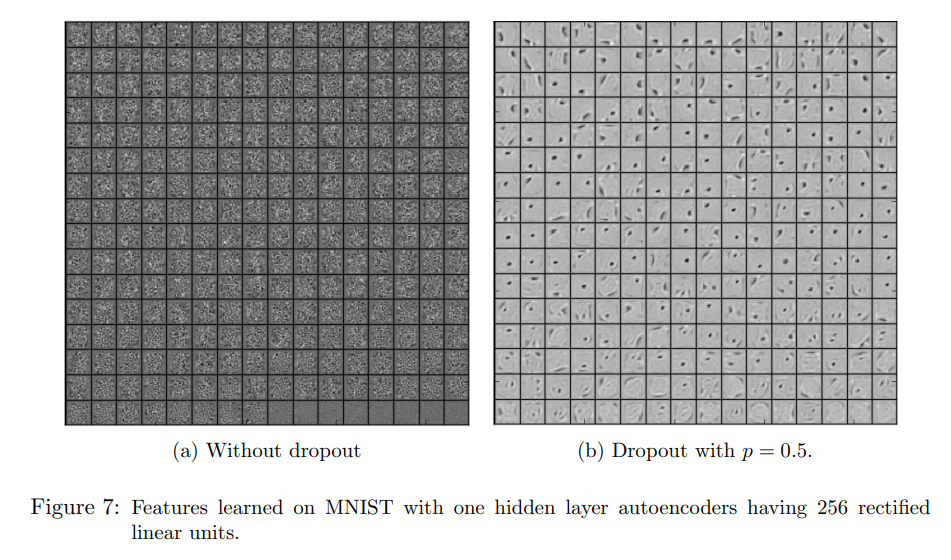 (a) Without dropout
(b) Dropout with p = 0.5.
Figure 7: Features learned on MNIST with one hidden layer autoencoders having 256 rectified
linear units.